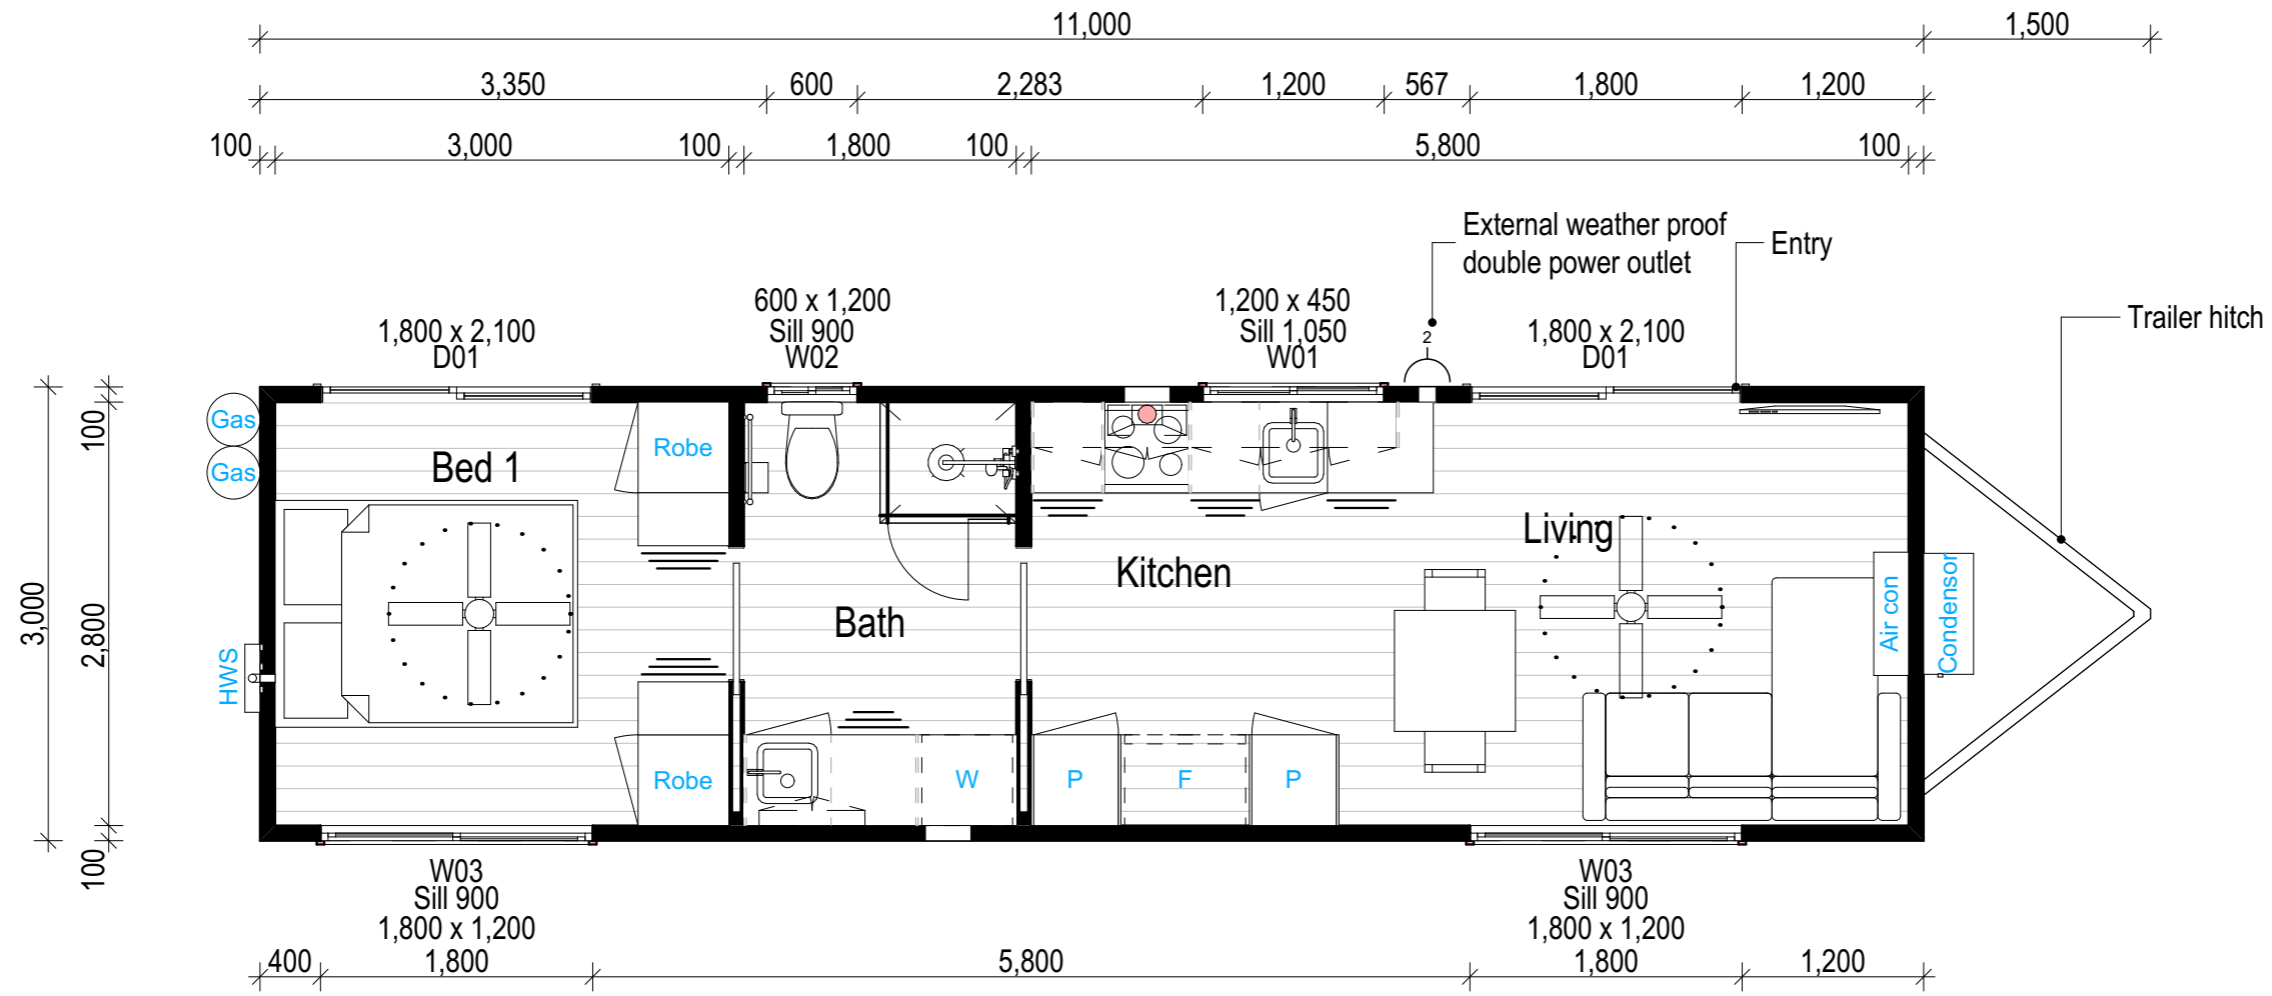 11,000
1,500
3,350
600
2,283
1,200
567
1,800
1,200
100
3,000
100
1,800
100
5,800
100
External weather proof
double power outlet
Entry
Trailer hitch
1,800 x 2,100
D01
600 x 1,200
Sill 900
W02
1,200 x 450
Sill 1,050
W01
2
1,800 x 2,100
D01
Gas
Gas
Bed 1
Robe
Living
Kitchen
Bath
Air con
Condensor
HWS
Robe
W
P
F
P
3,000
100
2,800
100
W03
Sill 900
1,800 x 1,200
W03
Sill 900
1,800 x 1,200
400
1,800
5,800
1,800
1,200